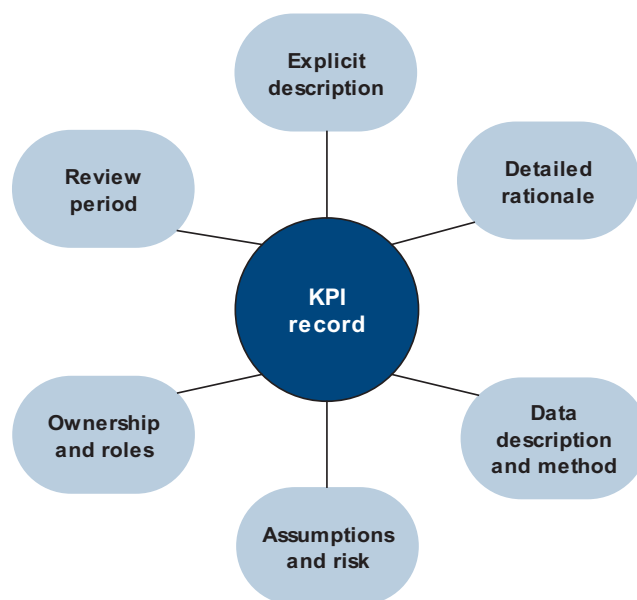 Explicit
description
Detailed
rationale
Review
period
KPI
record
Ownership
and roles
Data
description
and method
Assumptions
and risk